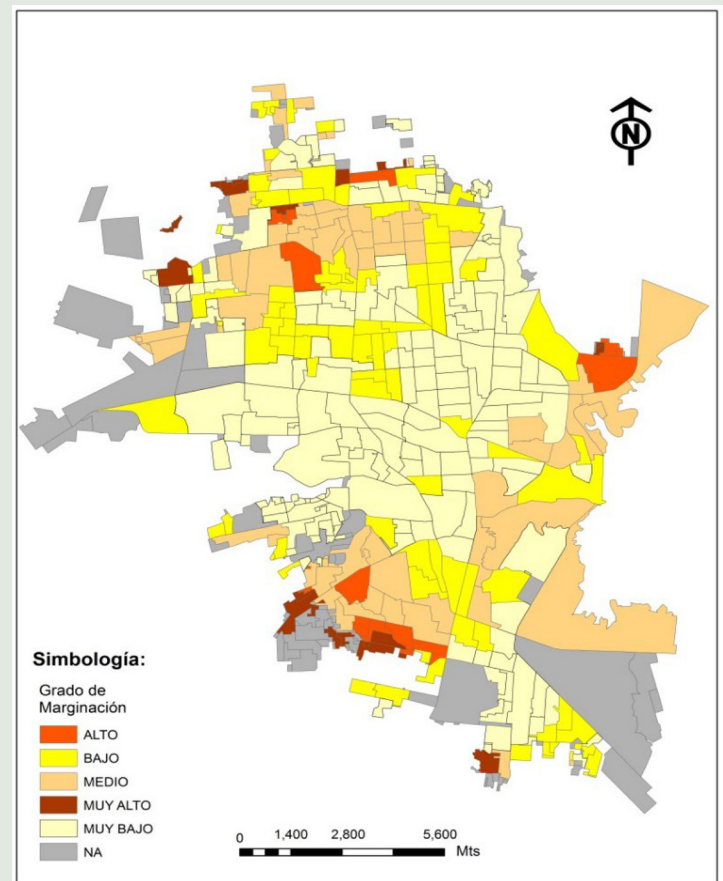 N
Simbología:
Grado de
Marginación
ALTO
BAJO
MEDIO
MUY ALTO
MUY BAJO
NA
0 1,400 2,800 5,600
Mts